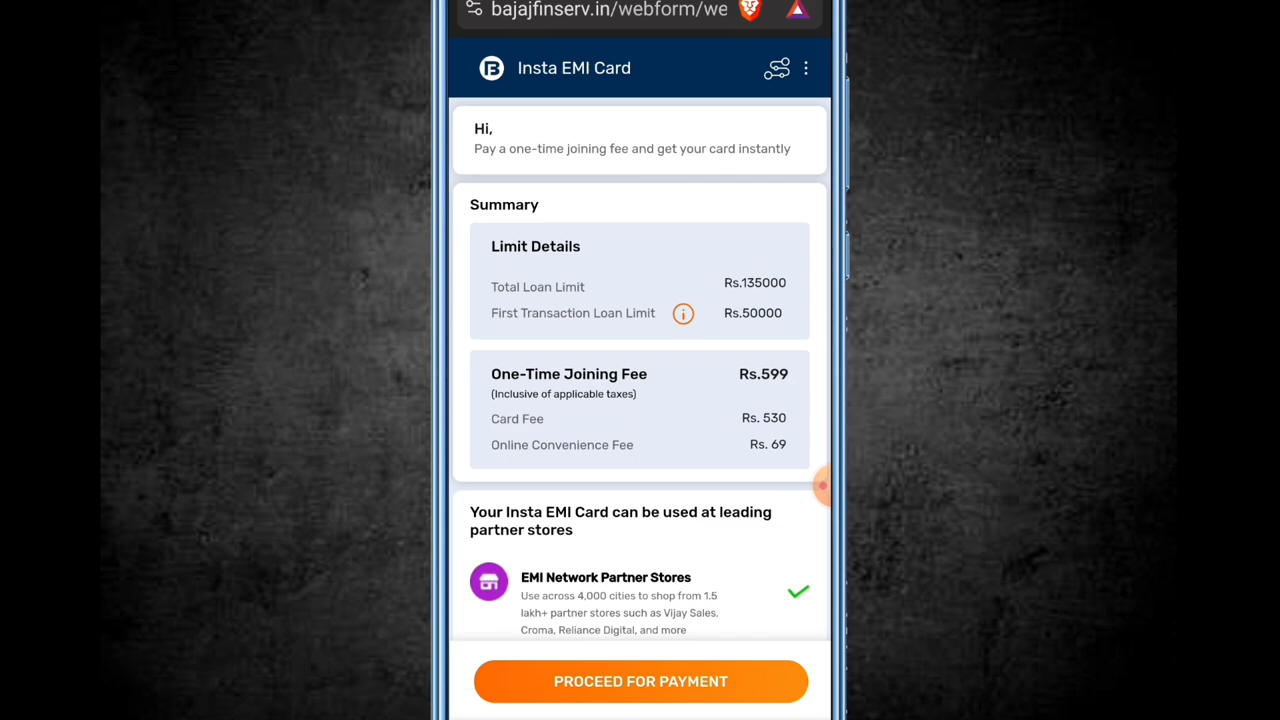 bajajfinserv.in/webform/we
Insta EMI Card
Hi,
Pay a one-time joining fee and get your card instantly
Summary
Limit Details
Total Loan Limit Rs.135000
First Transaction Loan Limit i Rs.50000
One-Time Joining Fee Rs.599
(Inclusive of applicable taxes)
Card Fee Rs. 530
Online Convenience Fee Rs. 69
Your Insta EMI Card can be used at leading
partner stores
EMI Network Partner Stores
Use across 4,000 cities to shop from 1.5
lakh+ partner stores such as Vijay Sales,
Croma, Reliance Digital, and more
PROCEED FOR PAYMENT